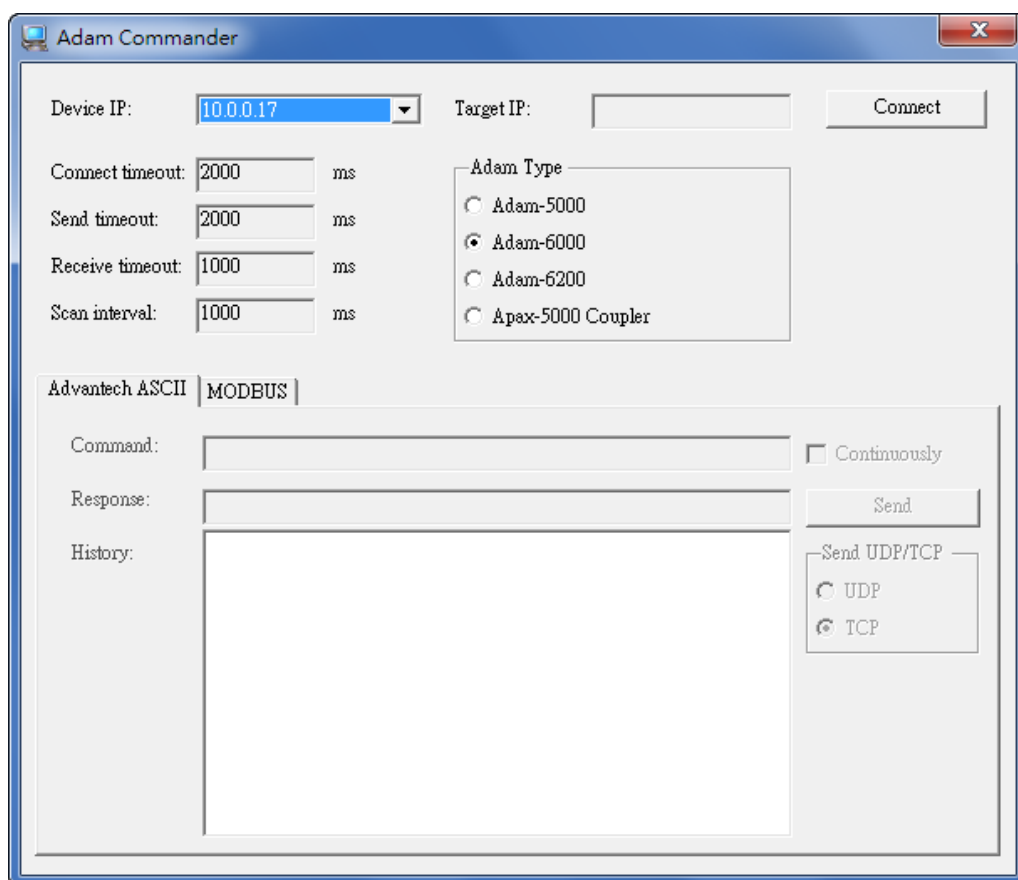 Adam Commander
Device IP: 10.0.0.17 Target IP: Connect
Connect timeout: 2000 ms
Send timeout: 2000 ms
Receive timeout: 1000 ms
Scan interval: 1000 ms
Adam Type
Adam-5000
Adam-6000
Adam-6200
Apax-5000 Coupler
Advantech ASCII MODBUS
Command: Continuously
Response: Send
History:
Send UDP/TCP
UDP
TCP